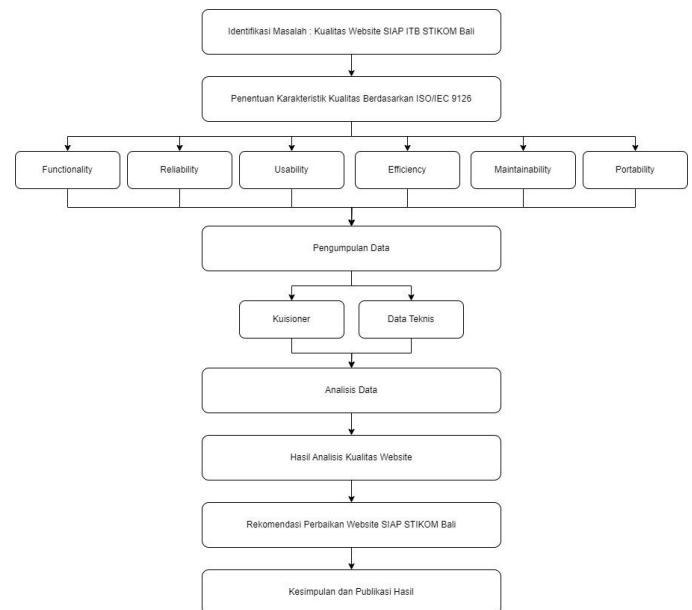 Identifikasi Masalah : Kualitas Website SIAP ITB STIKOM Bali
Penentuan Karakteristik Kualitas Berdasarkan ISO/IEC 9126
Functionality
Reliability
Usability
Efficiency
Maintainability
Portability
Pengumpulan Data
Kuisioner
Data Teknis
Analisis Data
Hasil Analisis Kualitas Website
Rekomendasi Perbaikan Website SIAP STIKOM Bali
Kesimpulan dan Publikasi Hasil